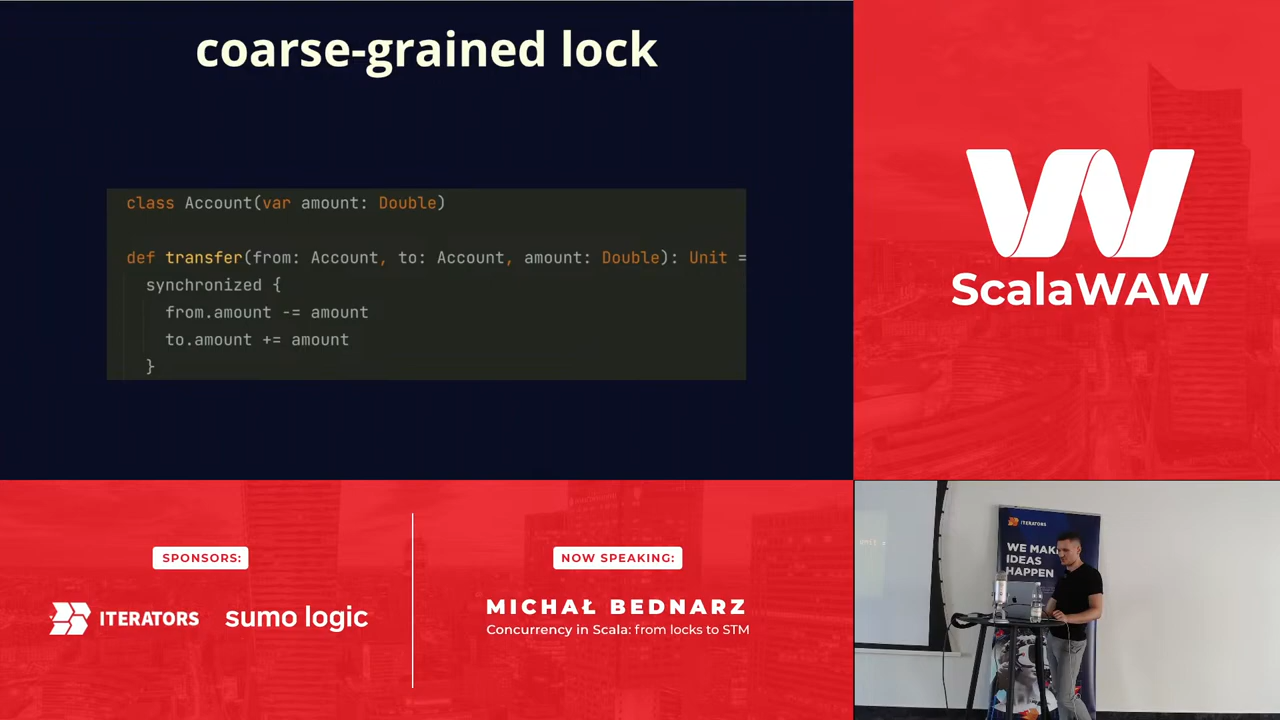 coarse-grained lock
class Account(var amount: Double)
def transfer(from: Account, to: Account, amount: Double): Unit =
synchronized {
from.amount -= amount
to.amount += amount
}
ScalaWAW
SPONSORS:
ITERATORS
sumo logic
NOW SPEAKING:
MICHAŁ BEDNARZ
Concurrency in Scala: from locks to STM
ITERATORS
WE MAK
IDEAS
HAPPEN